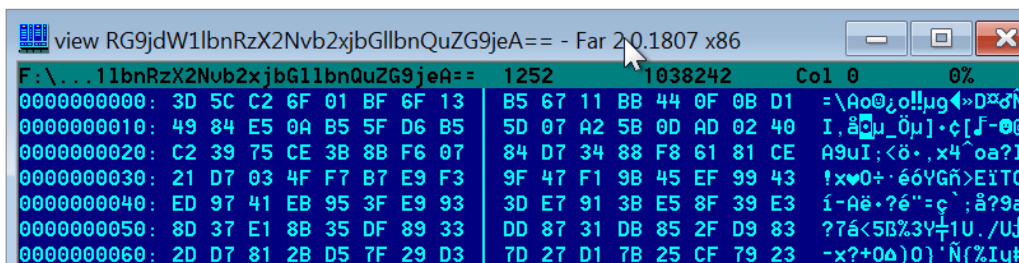 view RG9jdW1lbnRzX2Nvb2xjbGllbnQuZG9jeA== - Far 2.0.1807 x86
F:\...1lbnRzX2Nvb2xjbGllbnQuZG9jeA== 1252 1038242 Col 0 0%
0000000000: 3D 5C C2 6F 01 BF 6F 13 │ B5 67 11 BB 44 0F 0B D1
0000000010: 49 84 E5 0A B5 5F D6 B5 │ 5D 07 A2 5B 0D AD 02 40
0000000020: C2 39 75 CE 3B 8B F6 07 │ 84 D7 34 88 F8 61 81 CE
0000000030: 21 D7 03 4F F7 B7 E9 F3 │ 9F 47 F1 9B 45 EF 99 43
0000000040: ED 97 41 EB 95 3F E9 93 │ 3D E7 91 3B E5 8F 39 E3
0000000050: 8D 37 E1 8B 35 DF 89 33 │ DD 87 31 DB 85 2F D9 83
0000000060: 2D D7 81 2B D5 7F 29 D3 │ 7D 27 D1 7B 25 CF 79 23